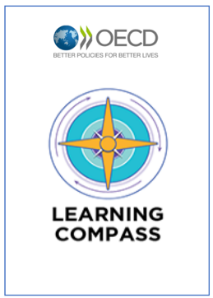 OECD
BETTER POLICIES FOR BETTER LIVES
LEARNING
COMPASS